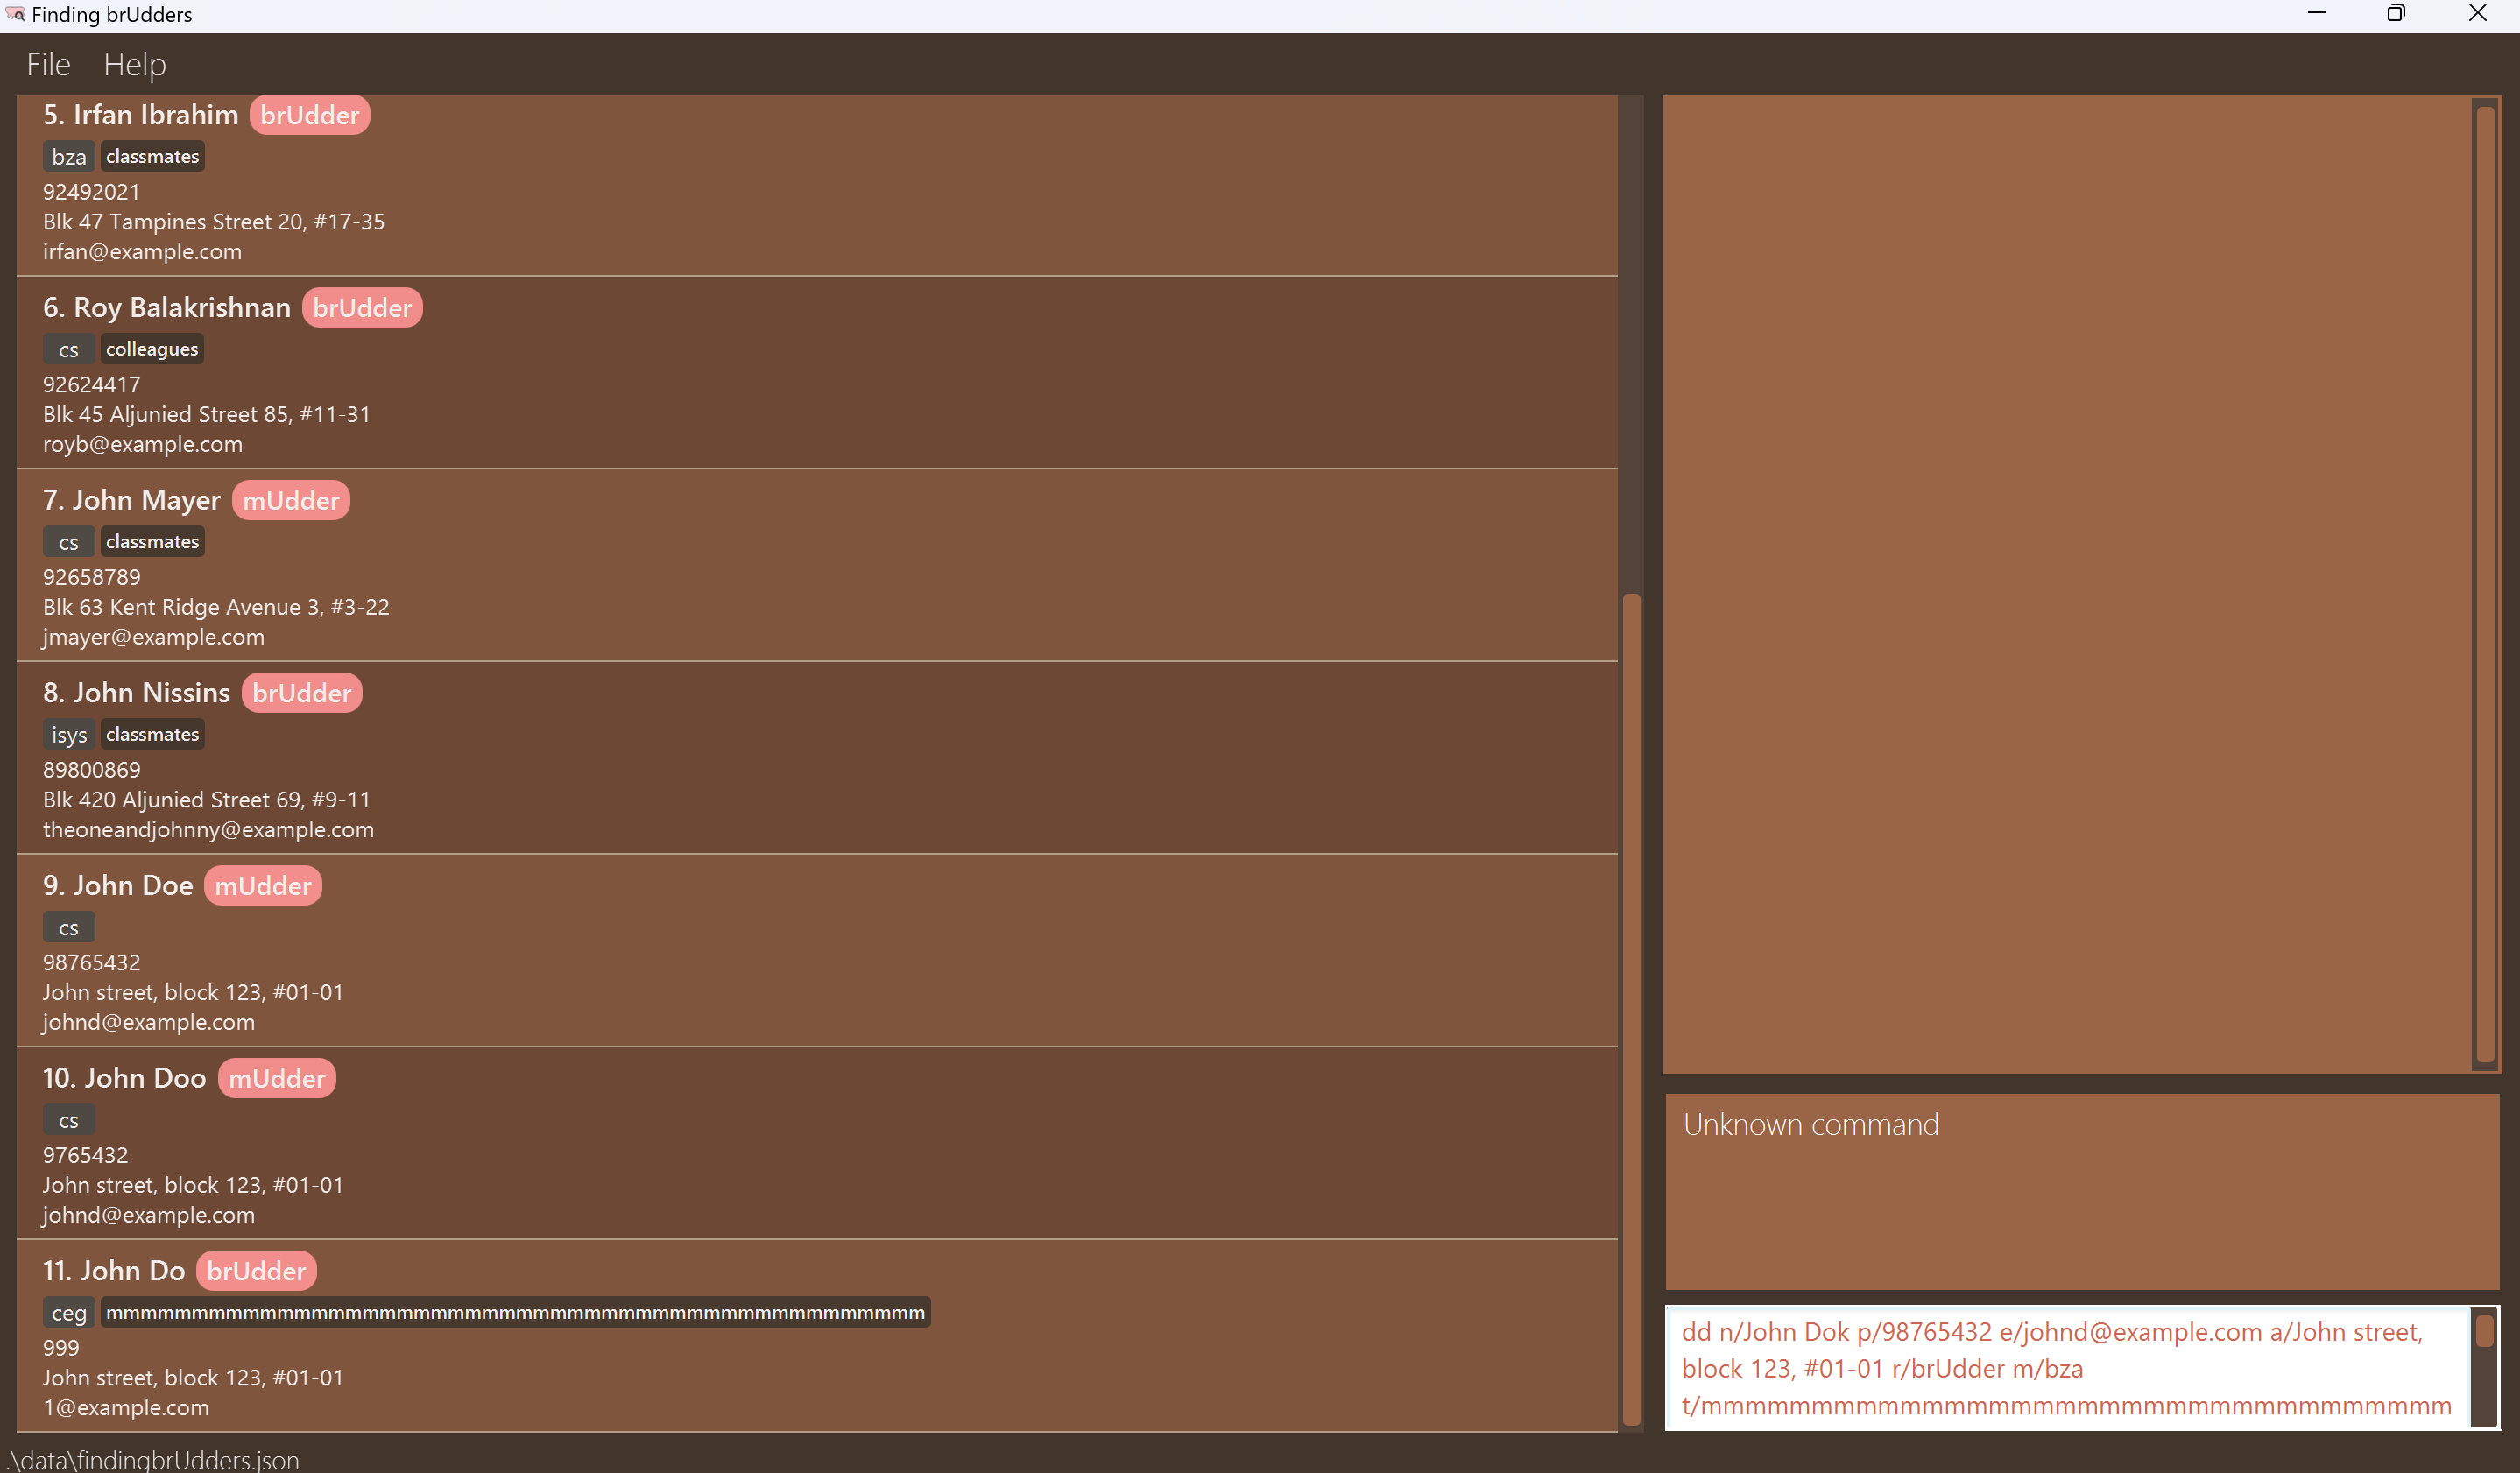 Finding brUdders
File Help
5. Irfan Ibrahim brUdder
bza classmates
92492021
Blk 47 Tampines Street 20, #17-35
irfan@example.com
6. Roy Balakrishnan brUdder
cs colleagues
92624417
Blk 45 Aljunied Street 85, #11-31
royb@example.com
7. John Mayer mUdder
cs classmates
92658789
Blk 63 Kent Ridge Avenue 3, #3-22
jmayer@example.com
8. John Nissins brUdder
isys classmates
89800869
Blk 420 Aljunied Street 69, #9-11
theoneandjohnny@example.com
9. John Doe mUdder
cs
98765432
John street, block 123, #01-01
johnd@example.com
10. John Doo mUdder
cs
9765432
John street, block 123, #01-01
johnd@example.com
11. John Do brUdder
ceg mmmmmmmmmmmmmmmmmmmmmmmmmmmmmmmmmmmmmmmmmmmmmmmm
999
John street, block 123, #01-01
1@example.com
Unknown command
dd n/John Dok p/98765432 e/johnd@example.com a/John street,
block 123, #01-01 r/brUdder m/bza
t/mmmmmmmmmmmmmmmmmmmmmmmmmmmmmmmmmm
.\data\findingbrUdders.json